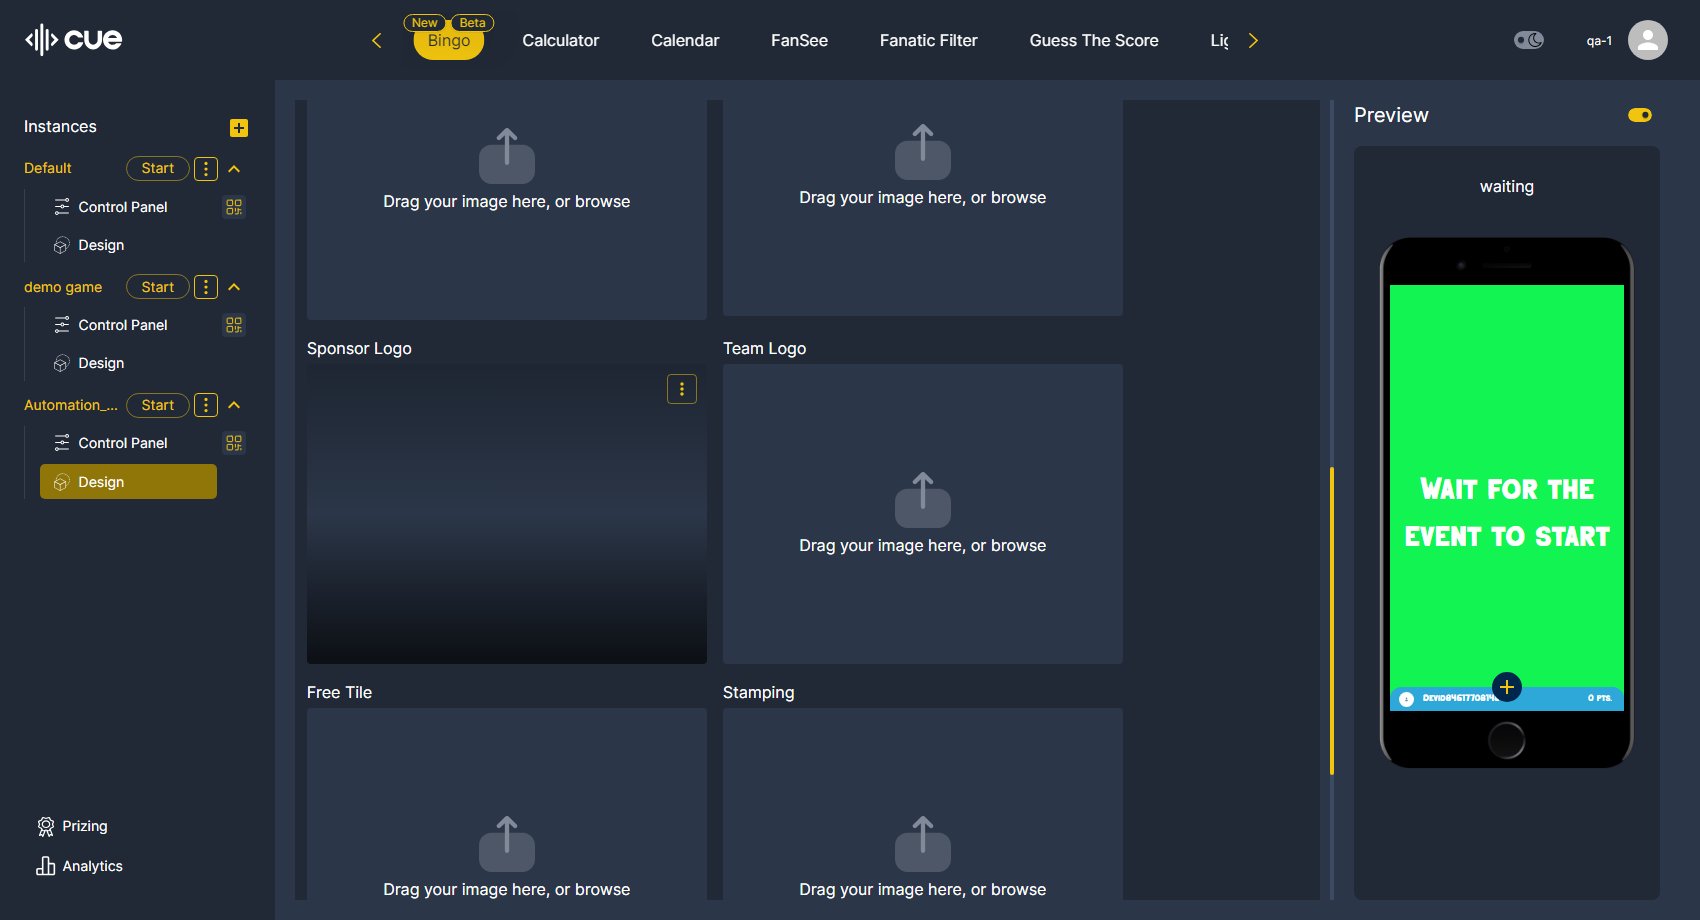 cue
New Beta
Bingo Calculator Calendar FanSee Fanatic Filter Guess The Score
qa-1
Instances
Default Start
Control Panel
Design
demo game Start
Control Panel
Design
Automation_... Start
Control Panel
Design
Prizing
Analytics
Drag your image here, or browse
Drag your image here, or browse
Sponsor Logo
Team Logo
Drag your image here, or browse
Free Tile
Stamping
Drag your image here, or browse
Drag your image here, or browse
Preview
waiting
Wait for the
event to start
0 pts.